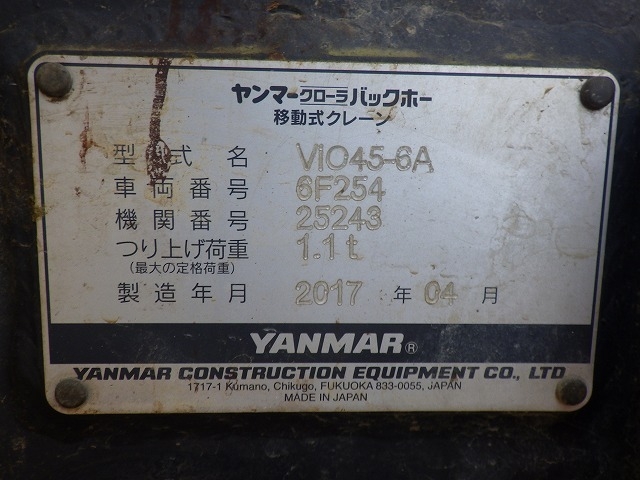 ヤンマークローラバックホー
移動式クレーン
型式名 VIO45-6A
車両番号 6F254
機関番号 25243
つり上げ荷重 1.1t
(最大の定格荷重)
製造年月 2017 年 04 月
YANMAR®
YANMAR CONSTRUCTION EQUIPMENT CO., LTD
1717-1 Kumano, Chikugo, FUKUOKA 833-0055, JAPAN
MADE IN JAPAN